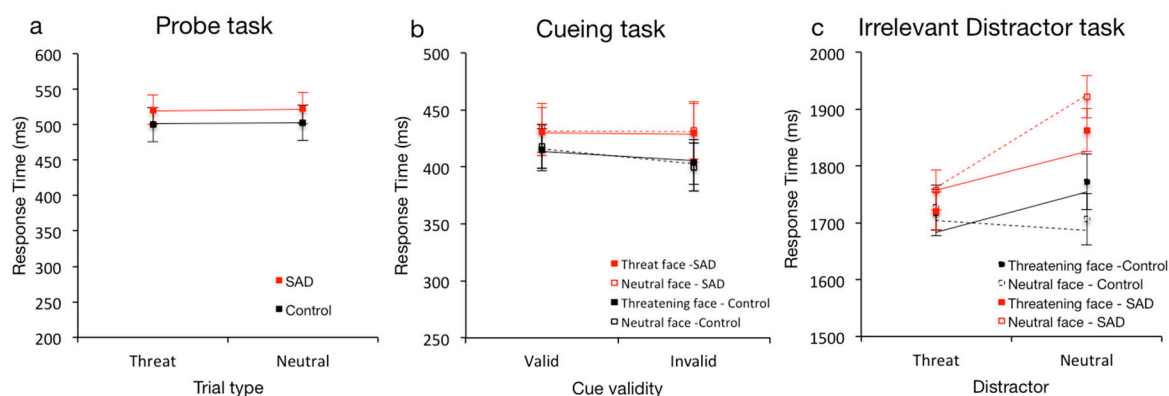 a
Probe task
600
550
500
450
400
350
300
250
200
Response Time (ms)
SAD
Control
Threat
Neutral
Trial type
b
Cueing task
500
450
400
350
300
250
Response Time (ms)
Threat face -SAD
Neutral face - SAD
Threatening face - Control
Neutral face -Control
Valid
Invalid
Cue validity
c
Irrelevant Distractor task
2000
1900
1800
1700
1600
1500
Response Time (ms)
Threatening face -Control
Neutral face - Control
Threatening face - SAD
Neutral face - SAD
Threat
Neutral
Distractor